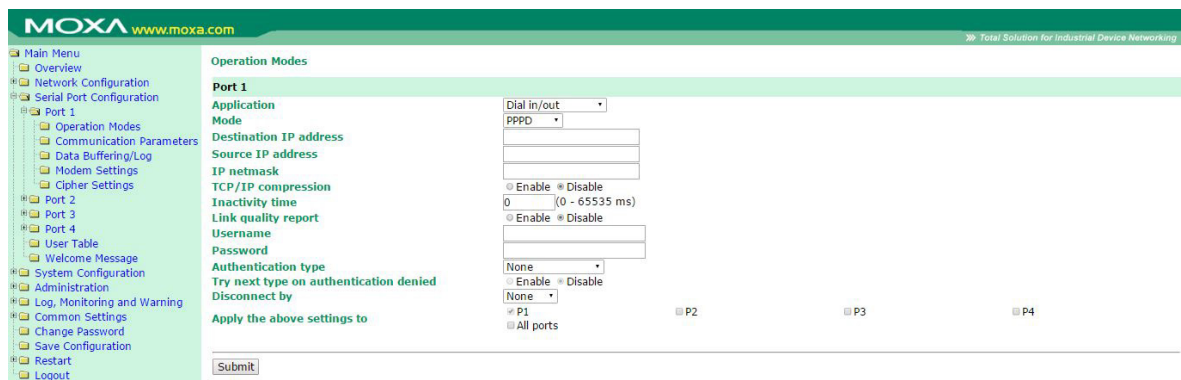 MOXA www.moxa.com
Total Solution for Industrial Device Networking
Main Menu
Overview
Network Configuration
Serial Port Configuration
Port 1
Operation Modes
Communication Parameters
Data Buffering/Log
Modem Settings
Cipher Settings
Port 2
Port 3
Port 4
User Table
Welcome Message
System Configuration
Administration
Log, Monitoring and Warning
Common Settings
Change Password
Save Configuration
Restart
Logout
Operation Modes
Port 1
Application Dial in/out
Mode PPPD
Destination IP address
Source IP address
IP netmask
TCP/IP compression Enable Disable
Inactivity time 0 (0 - 65535 ms)
Link quality report Enable Disable
Username
Password
Authentication type None
Try next type on authentication denied Enable Disable
Disconnect by None
Apply the above settings to P1 P2 P3 P4
All ports
Submit